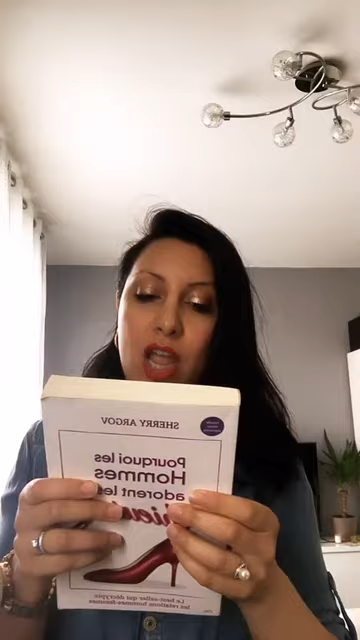 SHERRY ARGOV
Pourquoi les
Hommes
adorent les
Le best-seller qui décrypte
les relations hommes-femmes